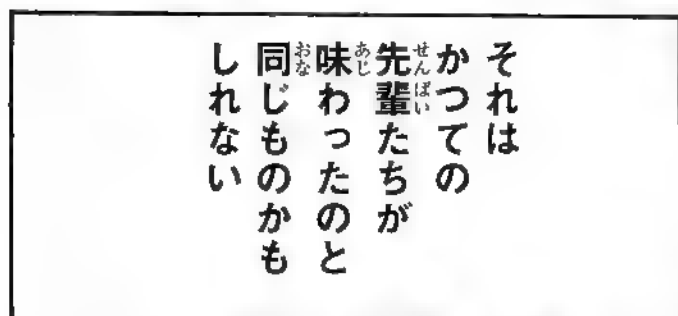 それは
かつての
先輩たちが
味わったのと
同じものかも
しれない